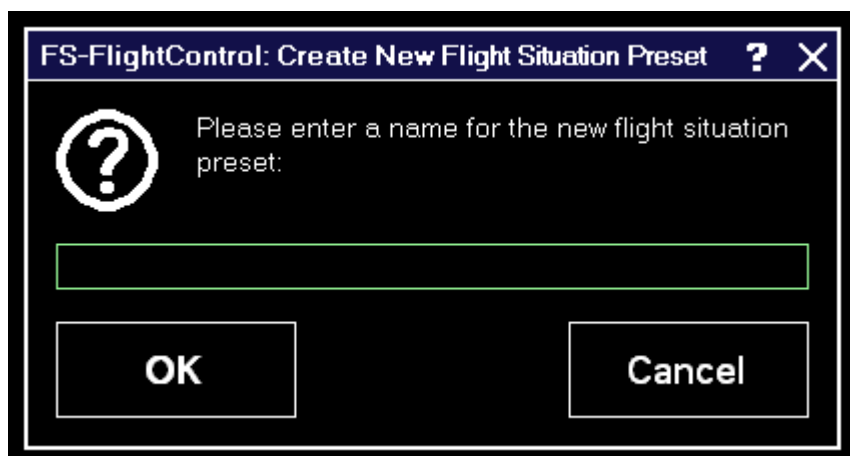 FS-FlightControl: Create New Flight Situation Preset ? X
? Please enter a name for the new flight situation
preset:
OK Cancel